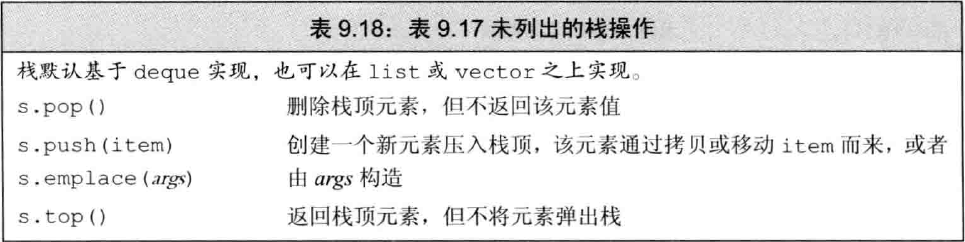 表 9.18：表 9.17 未列出的栈操作
栈默认基于 deque 实现，也可以在 list 或 vector 之上实现。
s.pop() 删除栈顶元素，但不返回该元素值
s.push(item) 创建一个新元素压入栈顶，该元素通过拷贝或移动 item 而来，或者
s.emplace(args) 由 args 构造
s.top() 返回栈顶元素，但不将元素弹出栈